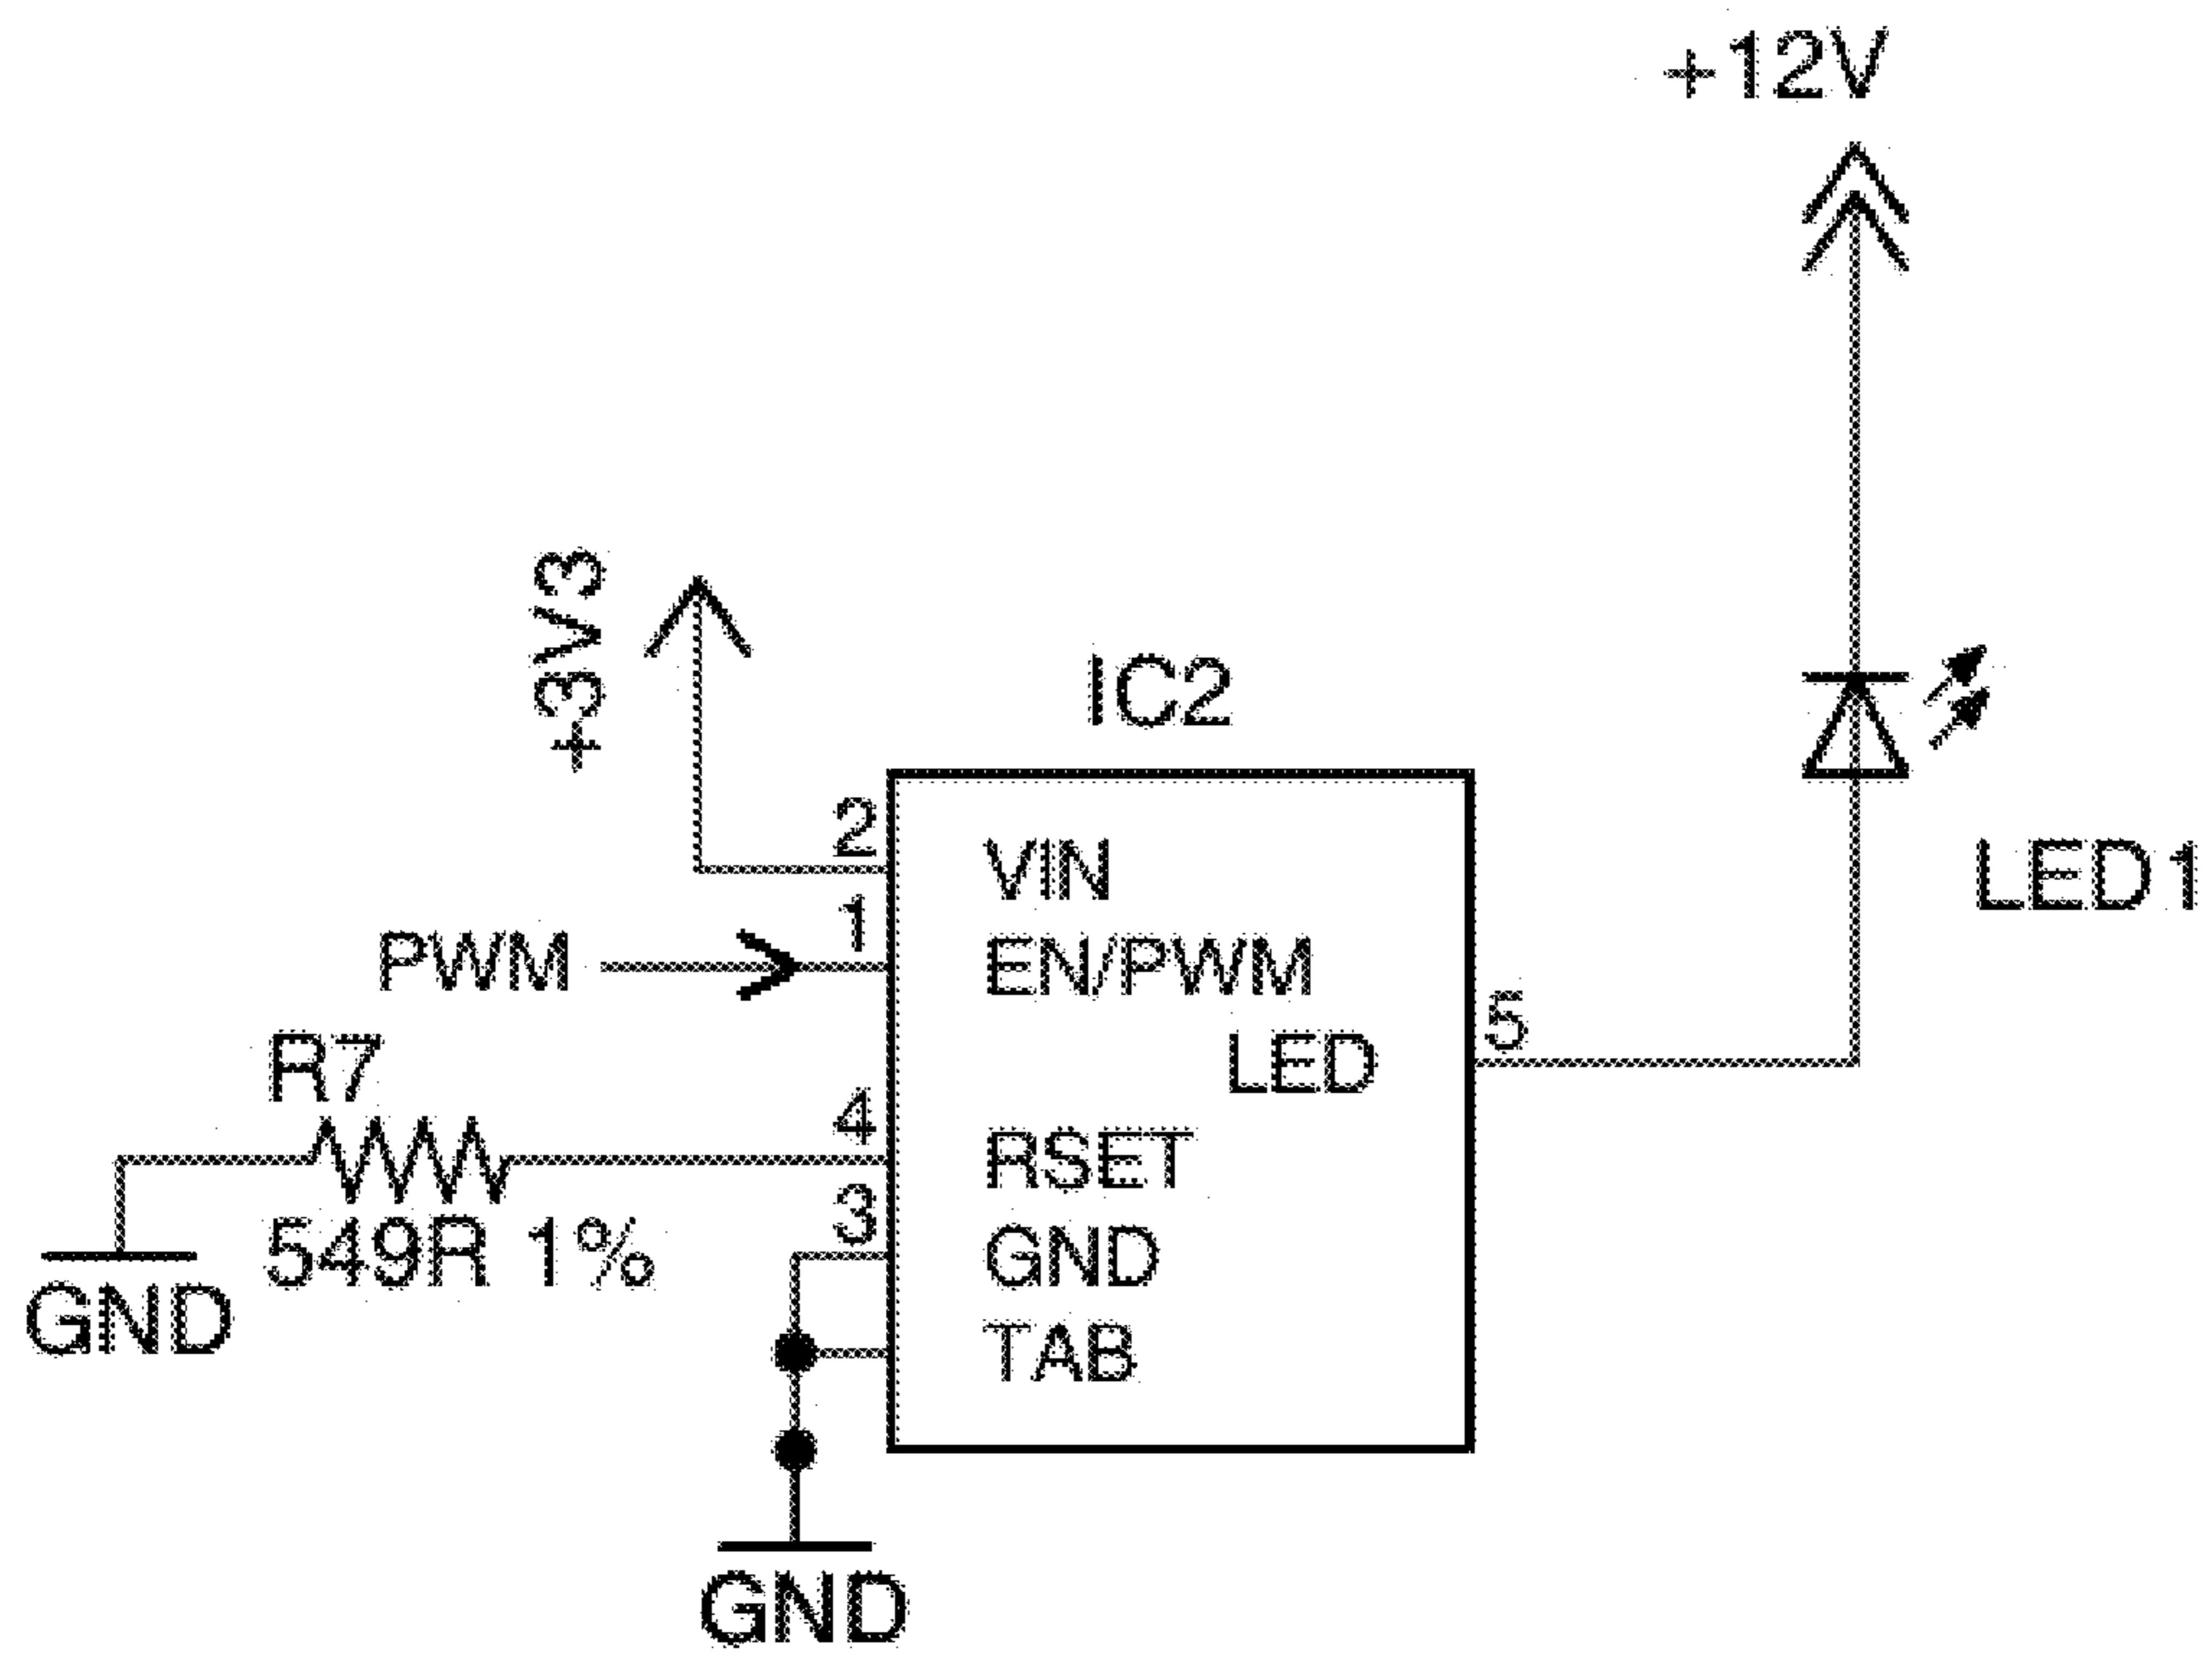 +12V
+3V3
IC2
2
VIN
LED1
1
PWM
EN/PWM
5
R7
LED
4
RSET
549R 1%
3
GND
GND
TAB
GND